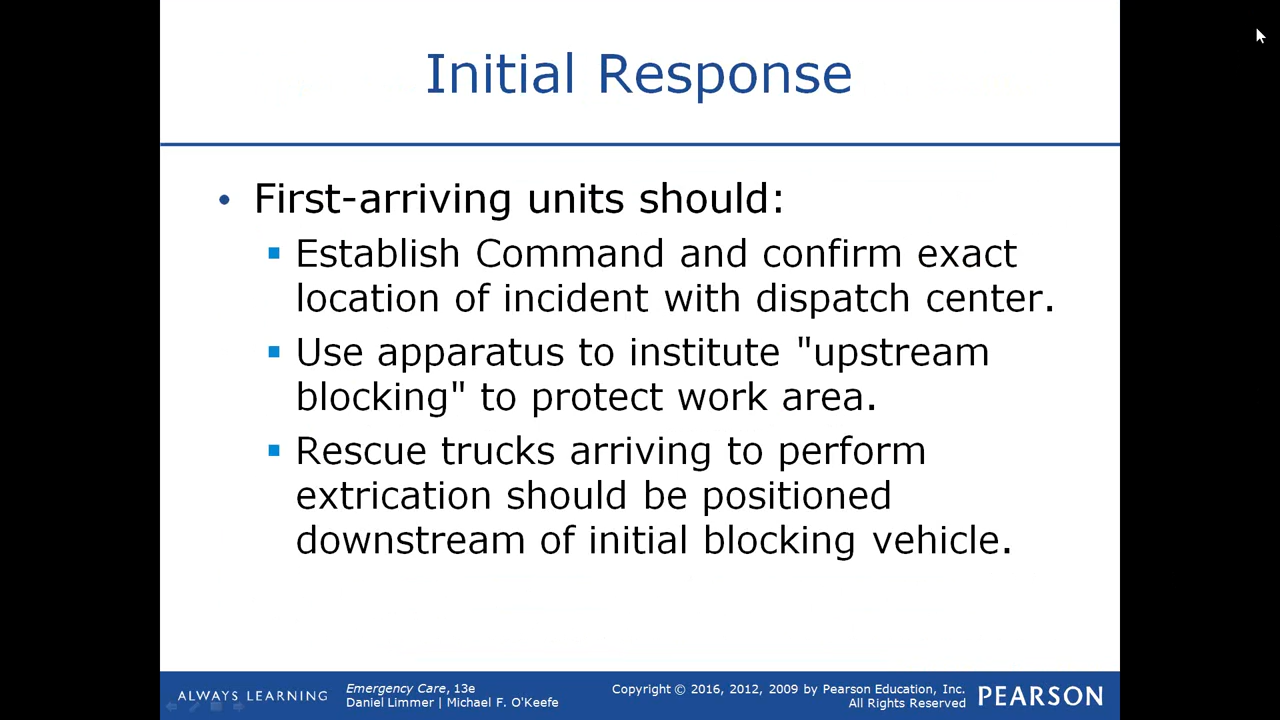 Initial Response
• First-arriving units should:
▪ Establish Command and confirm exact
location of incident with dispatch center.
▪ Use apparatus to institute "upstream
blocking" to protect work area.
▪ Rescue trucks arriving to perform
extrication should be positioned
downstream of initial blocking vehicle.
ALWAYS LEARNING
Emergency Care, 13e
Daniel Limmer | Michael F. O'Keefe
Copyright © 2016, 2012, 2009 by Pearson Education, Inc.
All Rights Reserved
PEARSON